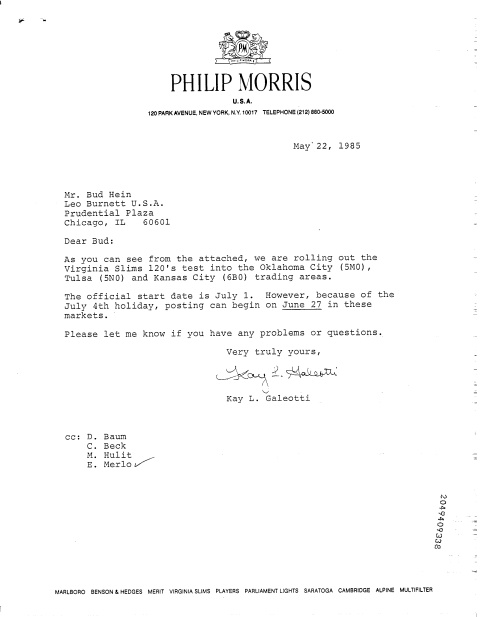 PM
PHILIP MORRIS
U.S.A.
120 PARK AVENUE, NEW YORK, N.Y. 10017 TELEPHONE (212) 880-5000
May 22, 1985
Mr. Bud Hein
Leo Burnett U.S.A.
Prudential Plaza
Chicago, IL 60601
Dear Bud:
As you can see from the attached, we are rolling out the
Virginia Slims 120's test into the Oklahoma City (5M0),
Tulsa (5N0) and Kansas City (6B0) trading areas.
The official start date is July 1. However, because of the
July 4th holiday, posting can begin on June 27 in these
markets.
Please let me know if you have any problems or questions.
Very truly yours,
Kay L. Galeotti
Kay L. Galeotti
cc: D. Baum
C. Beck
M. Hulit
E. Merlo
2049409338
MARLBORO BENSON & HEDGES MERIT VIRGINIA SLIMS PLAYERS PARLIAMENT LIGHTS SARATOGA CAMBRIDGE ALPINE MULTIFILTER